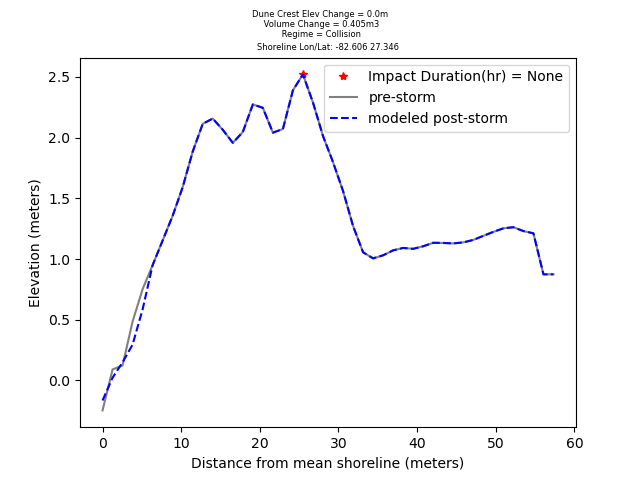 Dune Crest Elev Change = 0.0m
Volume Change = 0.405m3
Regime = Collision
Shoreline Lon/Lat: -82.606 27.346
Impact Duration(hr) = None
pre-storm
modeled post-storm
Elevation (meters)
2.5
2.0
1.5
1.0
0.5
0.0
0 10 20 30 40 50 60
Distance from mean shoreline (meters)